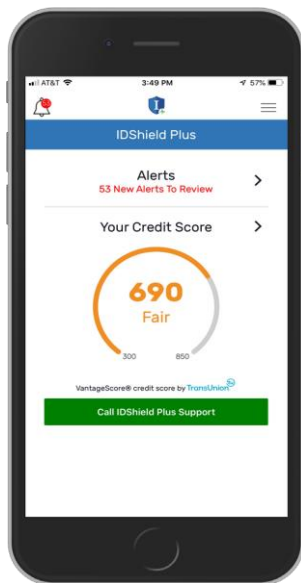 AT&T 3:49 PM 57%
IDShield Plus
Alerts
53 New Alerts To Review
Your Credit Score
690
Fair
300 850
VantageScore® credit score by TransUnion
Call IDShield Plus Support